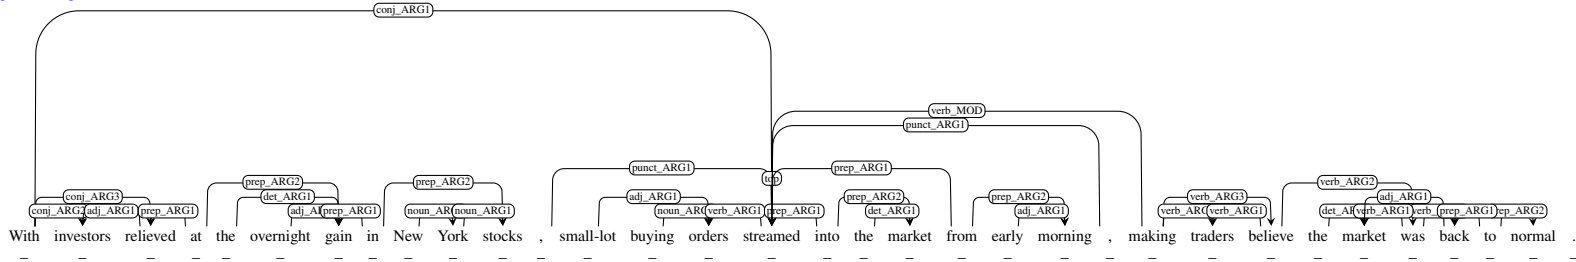 conj_ARG1
verb_MOD
punct_ARG1
punct_ARG1 top prep_ARG1
prep_ARG2 prep_ARG2 verb_ARG2
conj_ARG3 det_ARG1 adj_ARG1 prep_ARG2 prep_ARG2 verb_ARG3 adj_ARG1
conj_ARG2 adj_ARG1 prep_ARG1 prep_ARG1 noun_ARG1 verb_ARG1 prep_ARG1 det_ARG1 adj_ARG1 verb_ARG1 verb_ARG1 prep_ARG1
With investors relieved at the overnight gain in New York stocks , small-lot buying orders streamed into the market from early morning , making traders believe the market was back to normal .